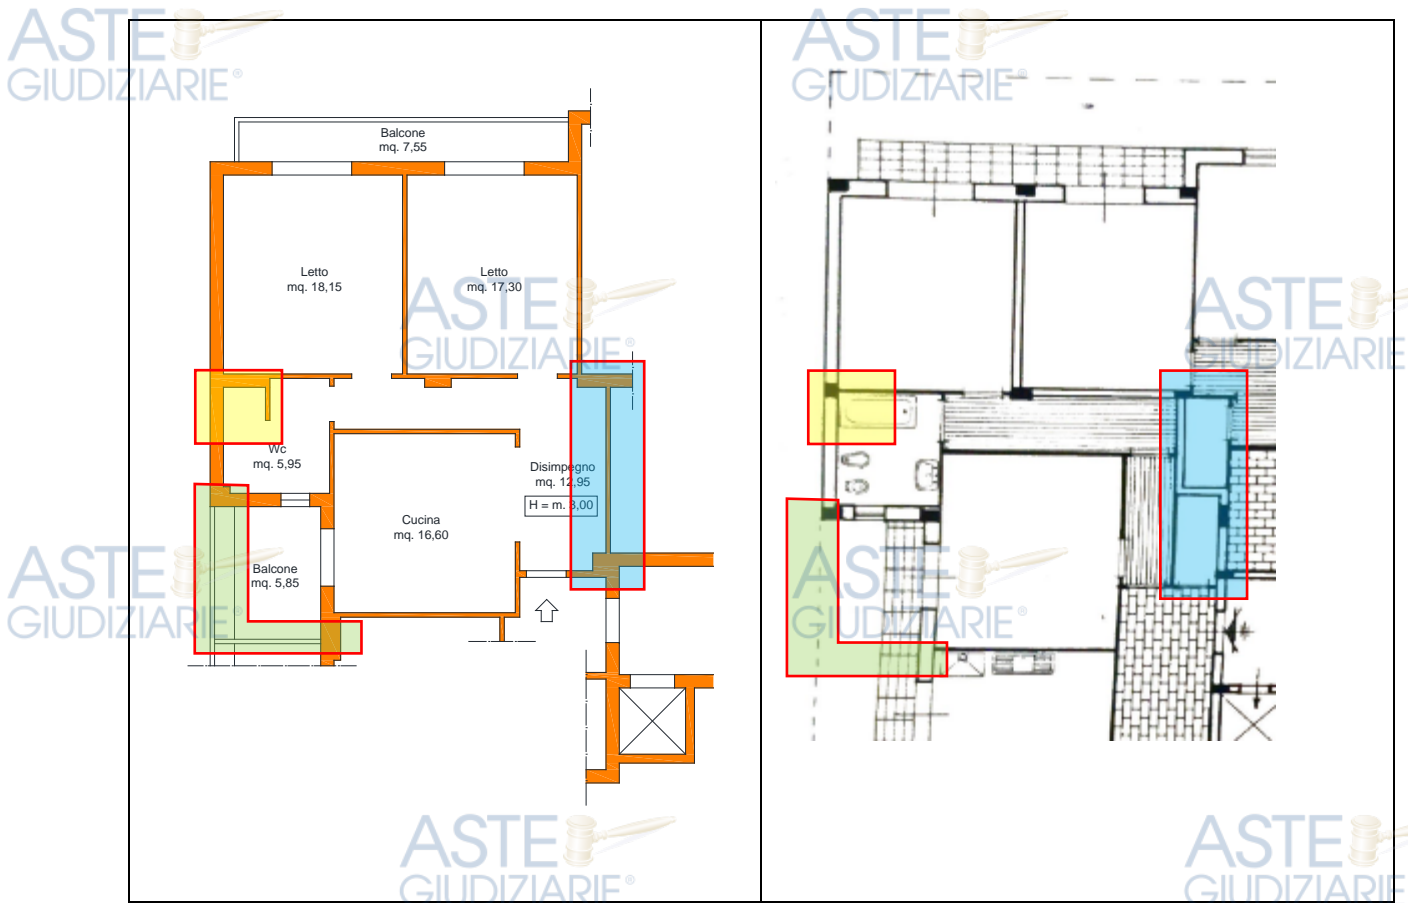 ASTE
GIUDIZIARIE®
ASTE
GIUDIZIARIE®
Balcone
mq. 7,55
Letto
mq. 18,15
Letto
mq. 17,30
ASTE
GIUDIZIARIE®
ASTE
GIUDIZIARIE
Wc
mq. 5,95
Disimpegno
mq. 12,95
H = m. 3,00
Cucina
mq. 16,60
Balcone
mq. 5,85
ASTE
GIUDIZIARIE®
ASTE
GIUDIZIARIE®
ASTE
GIUDIZIARIE®
ASTE
GIUDIZIARIE